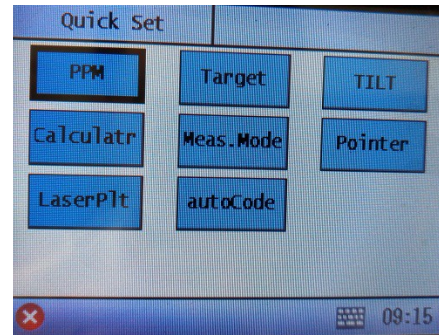 Quick Set
PPM Target TILT
Calculatr Meas.Mode Pointer
LaserPlt autoCode
09:15